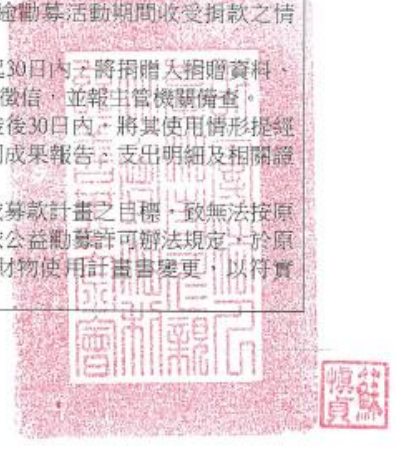 逾勸募活動期間收受捐款之情
起30日內，將捐贈人捐贈資料、
徵信，並報主管機關備查。
後30日內，將其使用情形提經
成果報告、支出明細及相關證
募款計畫之目標，致無法按原
公益勸募許可辦法規定，於原
財物使用計畫書變更，以符實